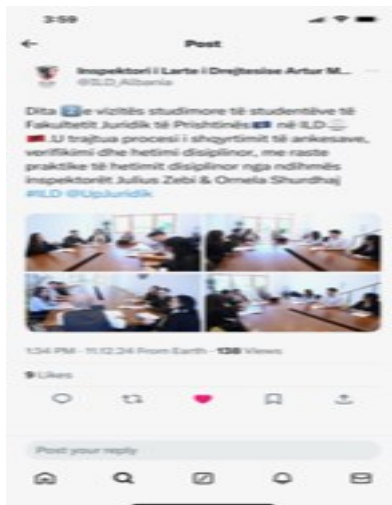 3:59
Post
Inspektori i Larte i Drejtesise Artur M...
@ILD_Albania
Dita 2 e vizitës studimore të studentëve të
Fakultetit Juridik të Prishtinës në ILD
.U trajtua procesi i shqyrtimit të ankesave,
verifikimi dhe hetimi disiplinor, me raste
praktike të hetimit disiplinor nga ndihmës
inspektorët Julius Zebi & Ornela Shurdhaj
#ILD @UpJuridik
1:34 PM · 11.12.24 From Earth · 138 Views
9 Likes
Post your reply